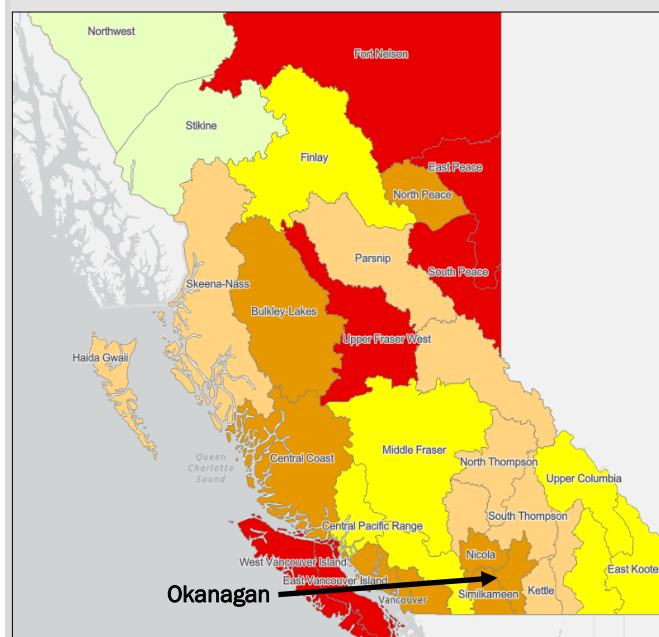 Northwest
Fort Nelson
Stikine
Finlay
East Peace
North Peace
Parsnip
South Peace
Skeena-Nass
Bulkley-Lakes
Upper Fraser West
Haida Gwaii
Middle Fraser
Queen
Charlotte
Sound
Central Coast
North Thompson
Upper Columbia
South Thompson
Central Pacific Range
Nicola
West Vancouver Island
East Vancouver Island
East Kooter
Okanagan
Vancouver
Similkameen
Kettle